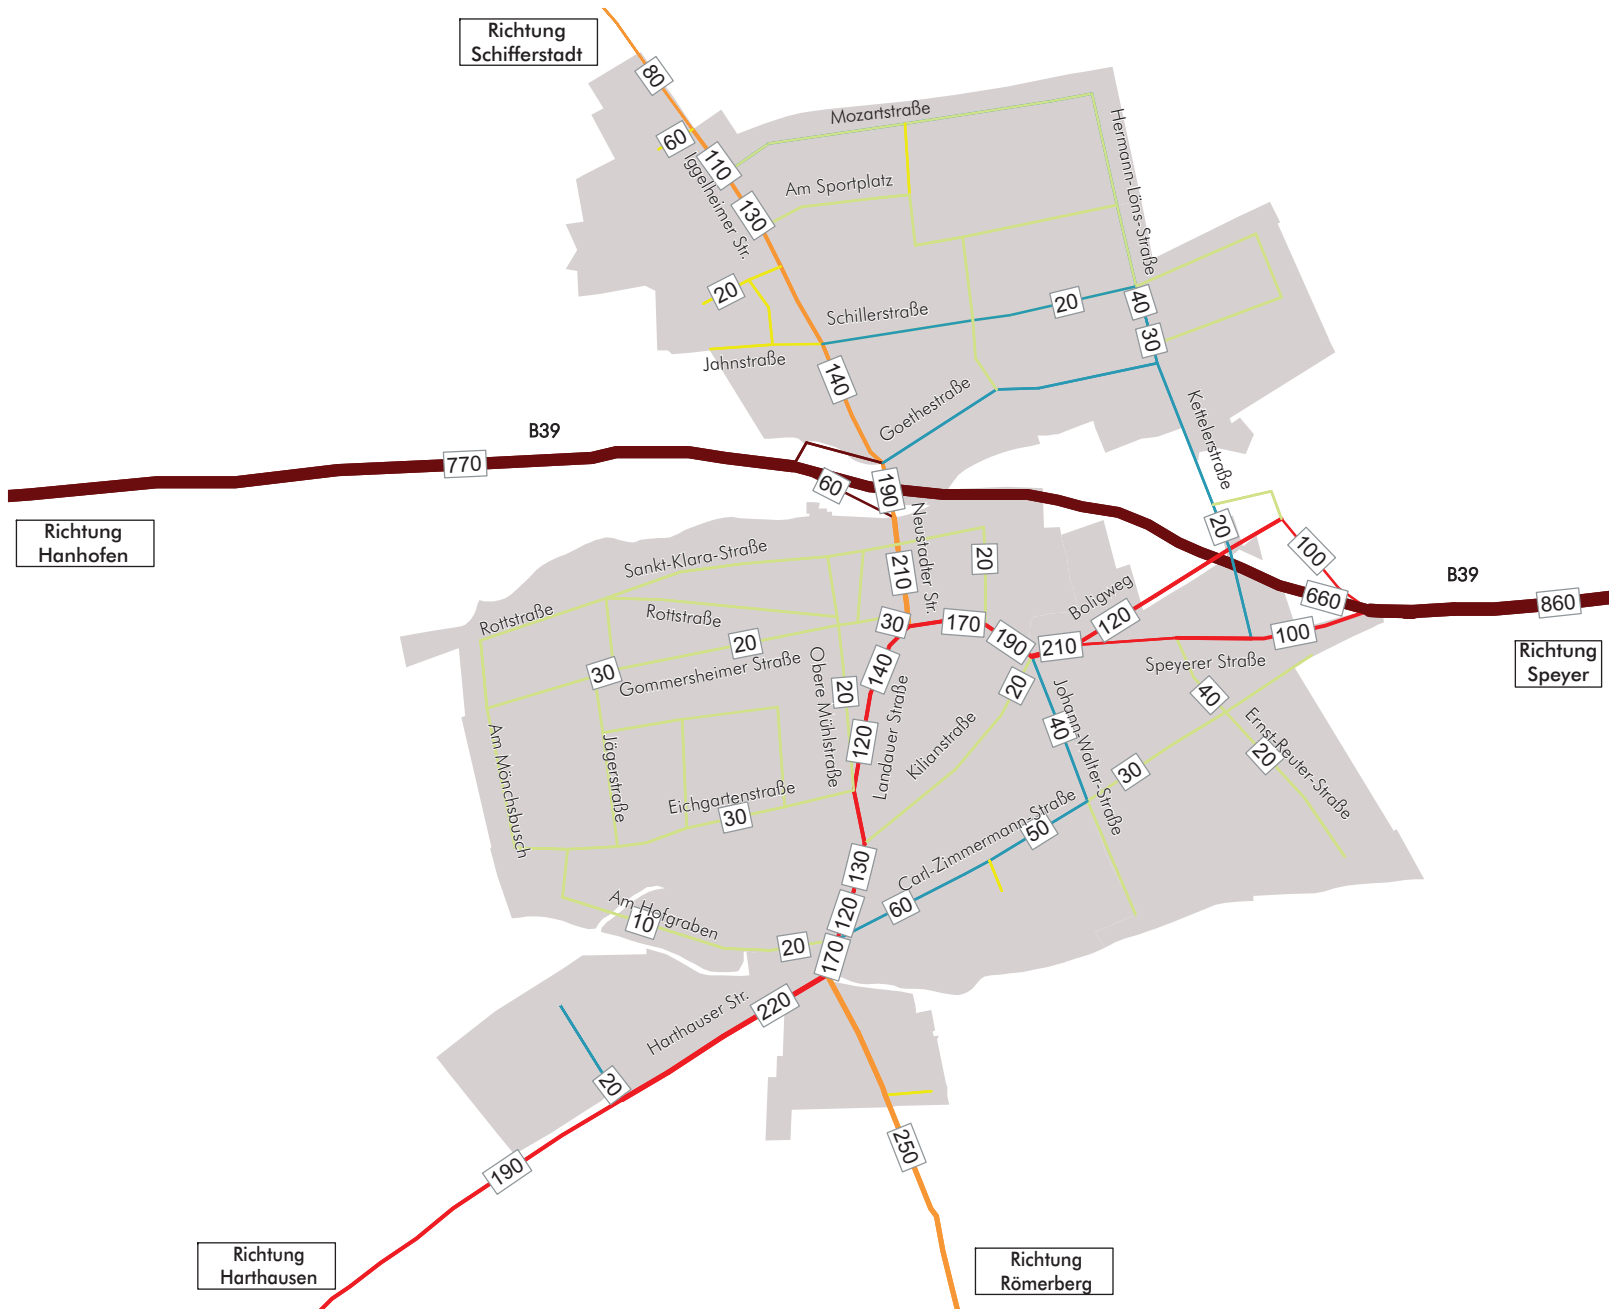 Richtung
Schifferstadt
80
60
110
Iggelheimer Str.
130
Mozartstraße
Hermann-Löns-Straße
Am Sportplatz
20
Schillerstraße
20
40
30
Jahnstraße
140
Goethestraße
Kettelerstraße
B39
770
60
190
20
Richtung
Hanhofen
Neustadter Str.
Sankt-Klara-Straße
210
20
100
B39
660
860
Boligweg
120
Rottstraße
Rottstraße
30
170
190
210
100
Richtung
Speyer
20
Gommersheimer Straße
30
Obere Mühlstraße
20
140
Landauer Straße
20
Speyerer Straße
40
Johann-Walter-Straße
40
Ernst-Reuter-Straße
20
Am Mönchsbusch
Jägerstraße
120
Kilianstraße
30
Eichgartenstraße
30
Carl-Zimmermann-Straße
50
130
60
120
Am Hofgraben
10
20
170
Harthauser Str.
220
20
190
250
Richtung
Harthausen
Richtung
Römerberg